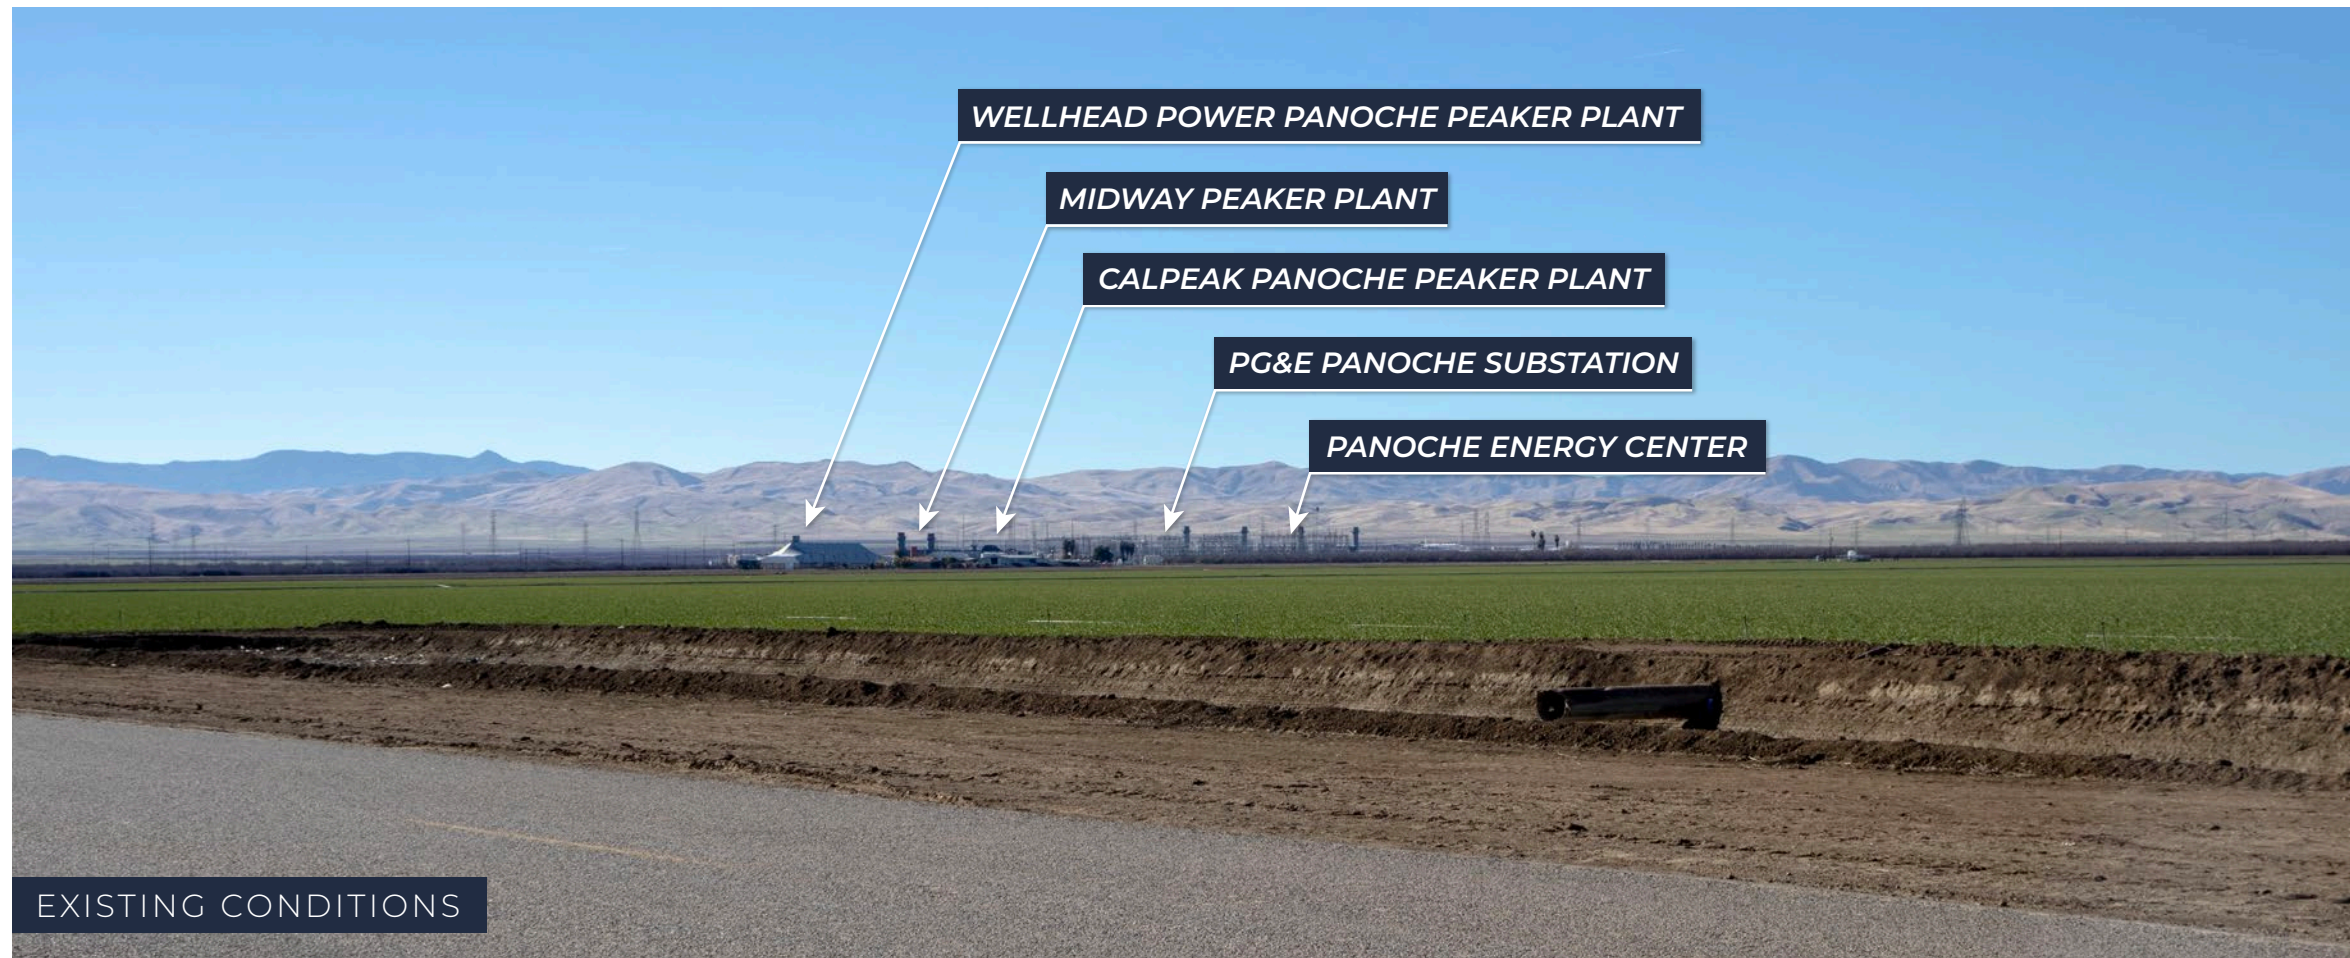 WELLHEAD POWER PANOCHE PEAKER PLANT
MIDWAY PEAKER PLANT
CALPEAK PANOCHE PEAKER PLANT
PG&E PANOCHE SUBSTATION
PANOCHE ENERGY CENTER
EXISTING CONDITIONS